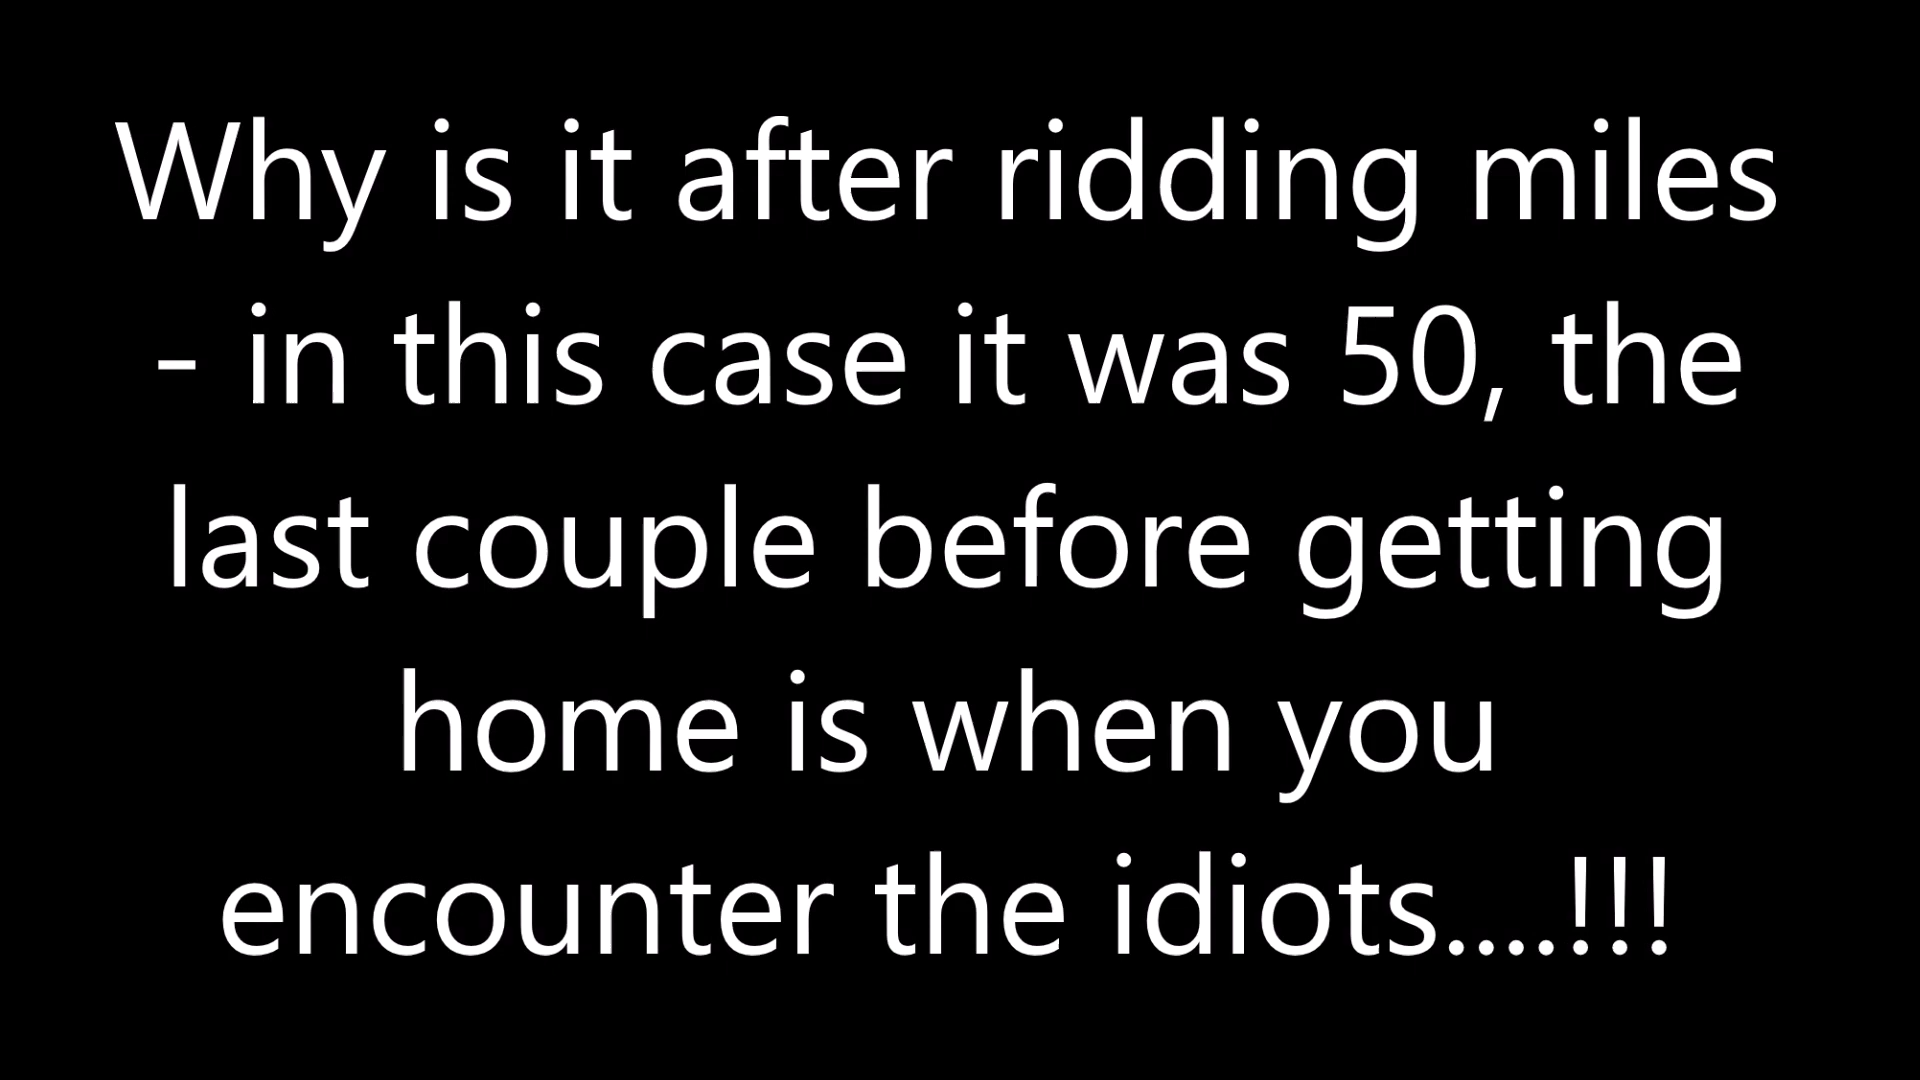 Why is it after ridding miles
- in this case it was 50, the
last couple before getting
home is when you
encounter the idiots....!!!